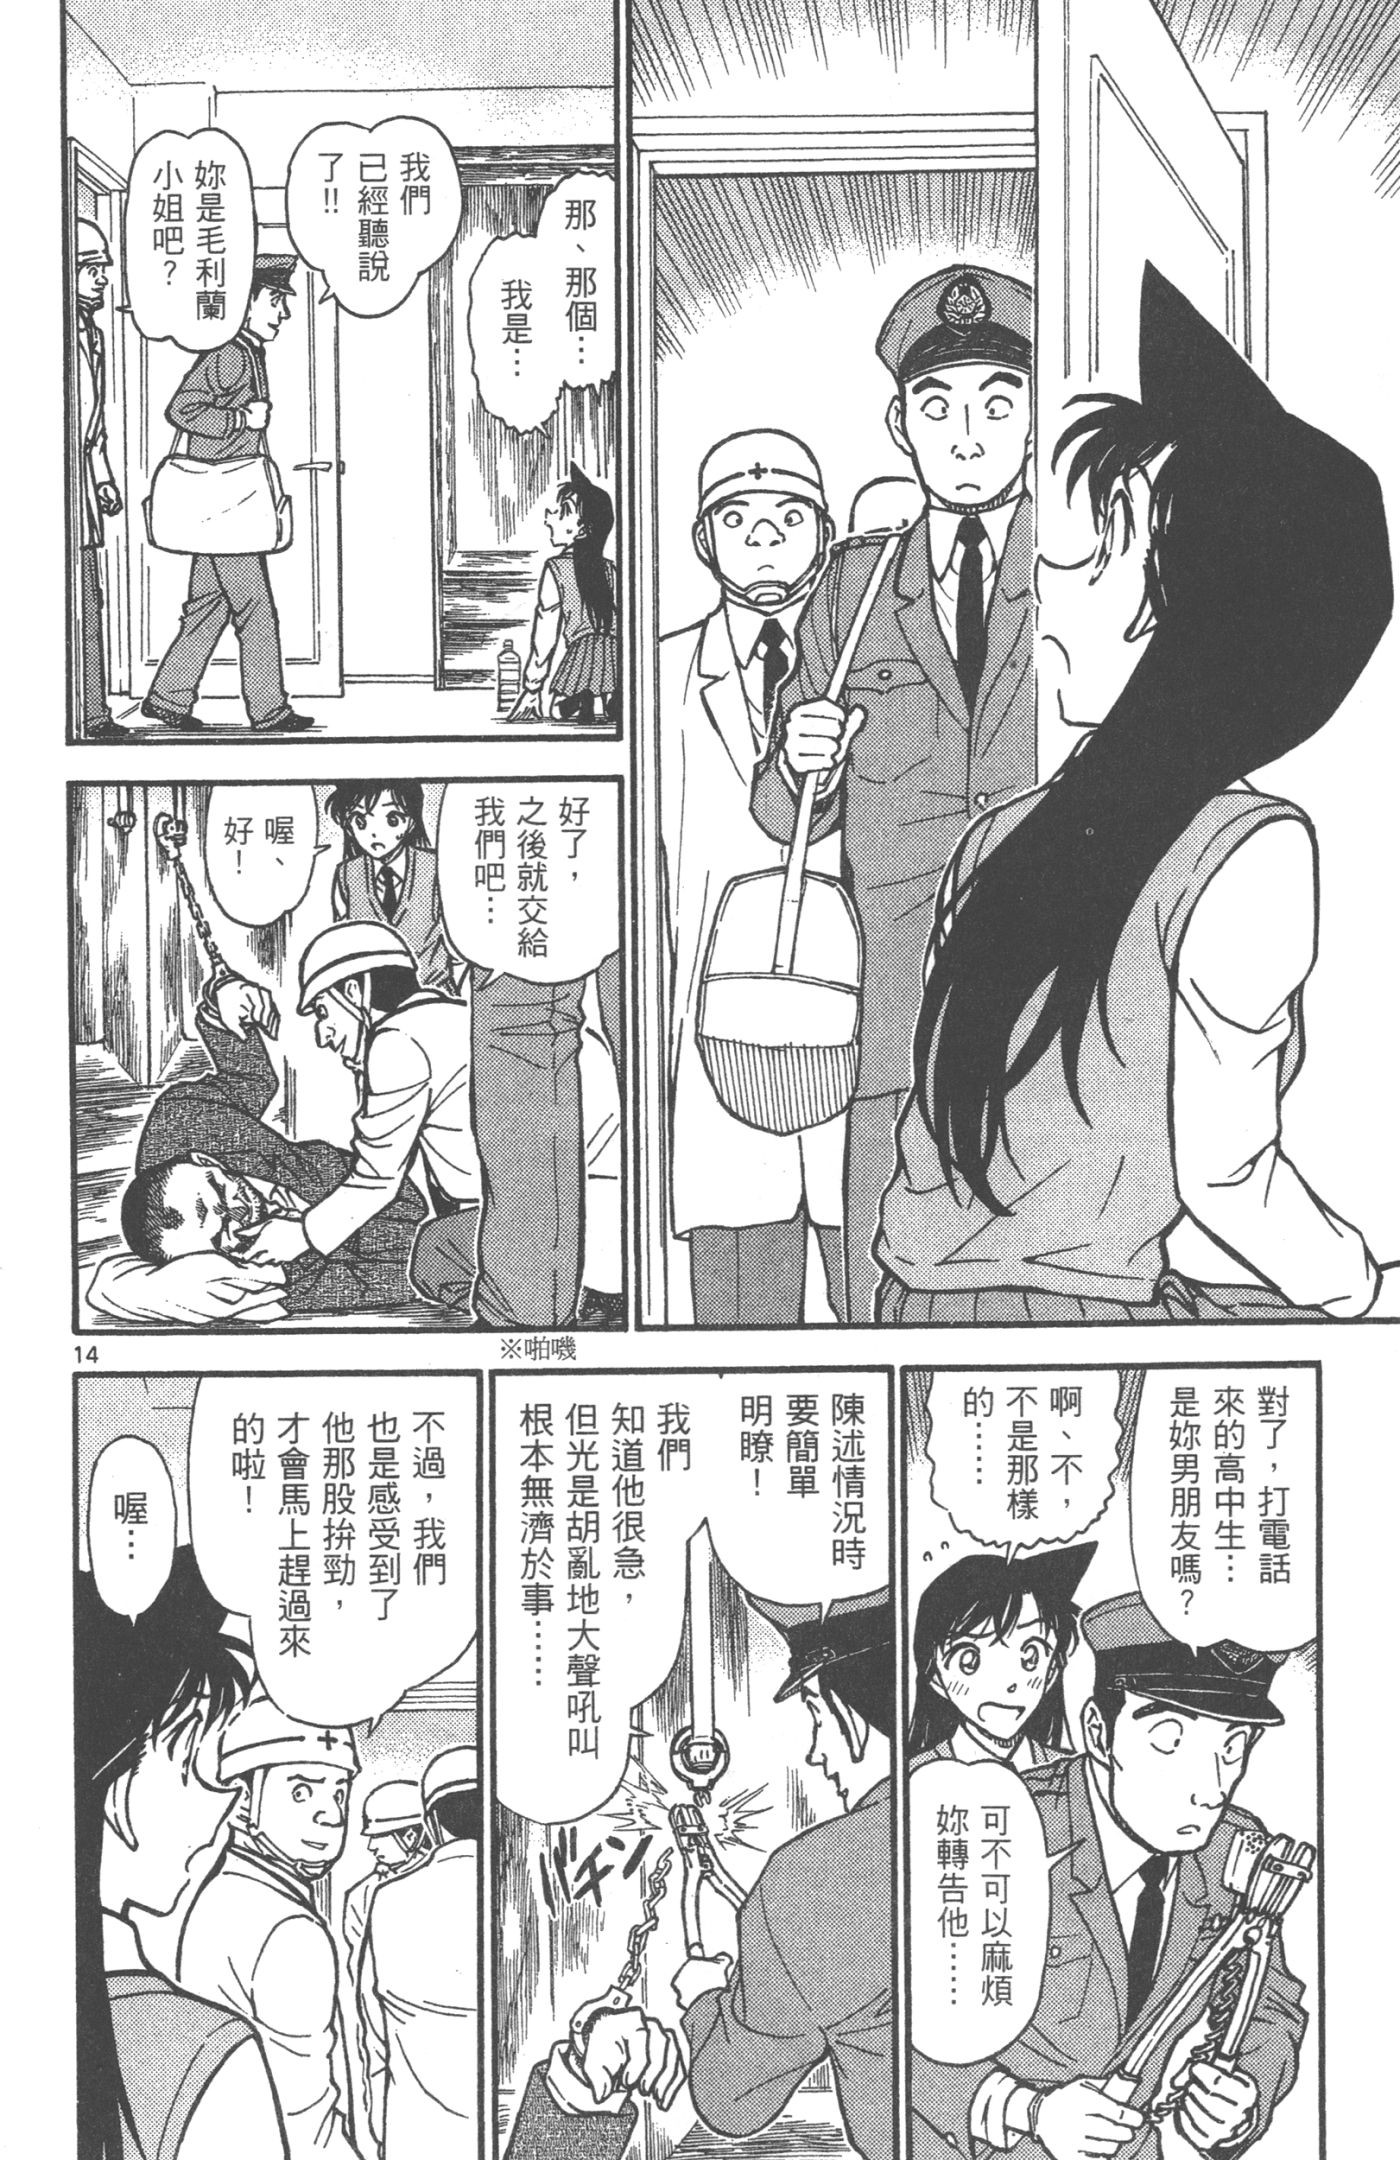 那、那個…
我是…
我們
已經聽說
了!!
妳是毛利蘭
小姐吧？
好了，
之後就交給
我們吧…
喔、
好！
14
※啪嘰
對了，打電話
來的高中生…
是妳男朋友嗎？
啊、不，
不是那樣
的……
可不可以麻煩
妳轉告他……
陳述情況時
要簡單
明瞭！
我們
知道他很急，
但光是胡亂地大聲吼叫
根本無濟於事……
バチン
不過，我們
也是感受到了
他那股拚勁，
才會馬上趕過來
的啦！
喔…